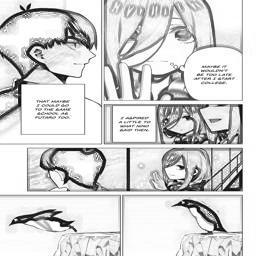 MAYBE IT
WOULDN'T
BE TOO LATE
AFTER I START
COLLEGE.
THAT MAYBE
I COULD GO
TO THE SAME
SCHOOL AS
FUTARO TOO.
I ASPIRED
A LITTLE TO
WHAT NINO
SAID THEN.